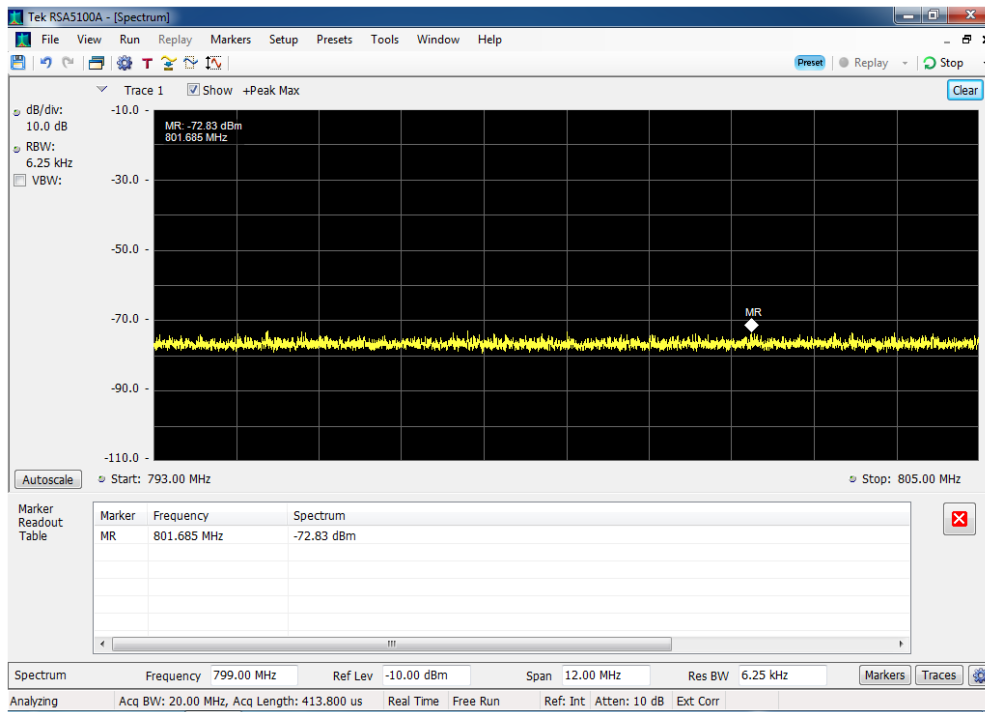 Tek RSA5100A - [Spectrum]
File View Run Replay Markers Setup Presets Tools Window Help
T Preset Replay Stop
Trace 1 Show +Peak Max Clear
dB/div:
10.0 dB
RBW:
6.25 kHz
VBW:
-10.0
MR: -72.83 dBm
801.685 MHz
-30.0
-50.0
-70.0
MR
-90.0
-110.0
Autoscale Start: 793.00 MHz Stop: 805.00 MHz
Marker
Readout
Table
Marker Frequency Spectrum
MR 801.685 MHz -72.83 dBm
Spectrum Frequency 799.00 MHz Ref Lev -10.00 dBm Span 12.00 MHz Res BW 6.25 kHz Markers Traces
Analyzing Acq BW: 20.00 MHz, Acq Length: 413.800 us Real Time Free Run Ref: Int Atten: 10 dB Ext Corr